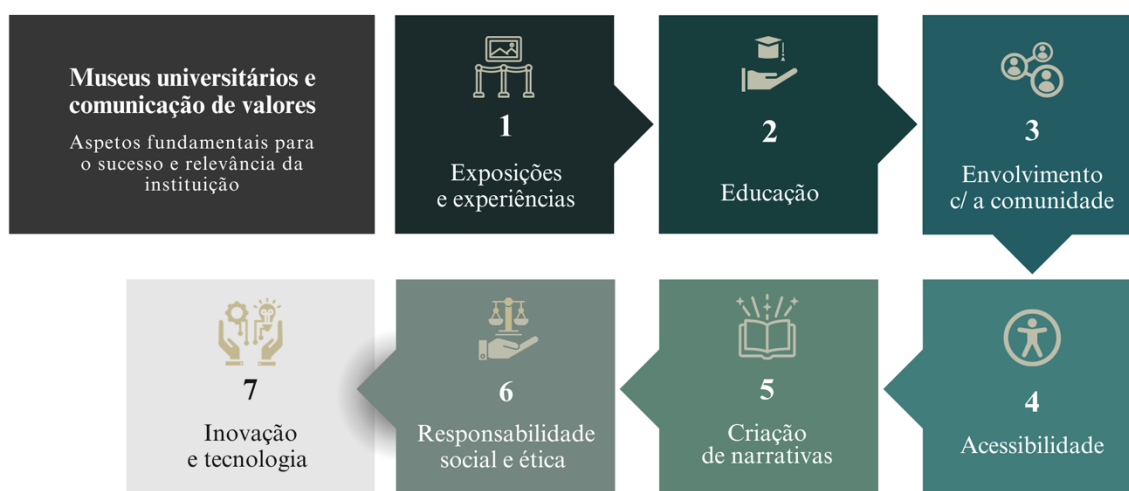 Museus universitários e
comunicação de valores
Aspetos fundamentais para
o sucesso e relevância da
instituição
1
Exposições
e experiências
2
Educação
3
Envolvimento
c/ a comunidade
4
Acessibilidade
5
Criação
de narrativas
6
Responsabilidade
social e ética
7
Inovação
e tecnologia